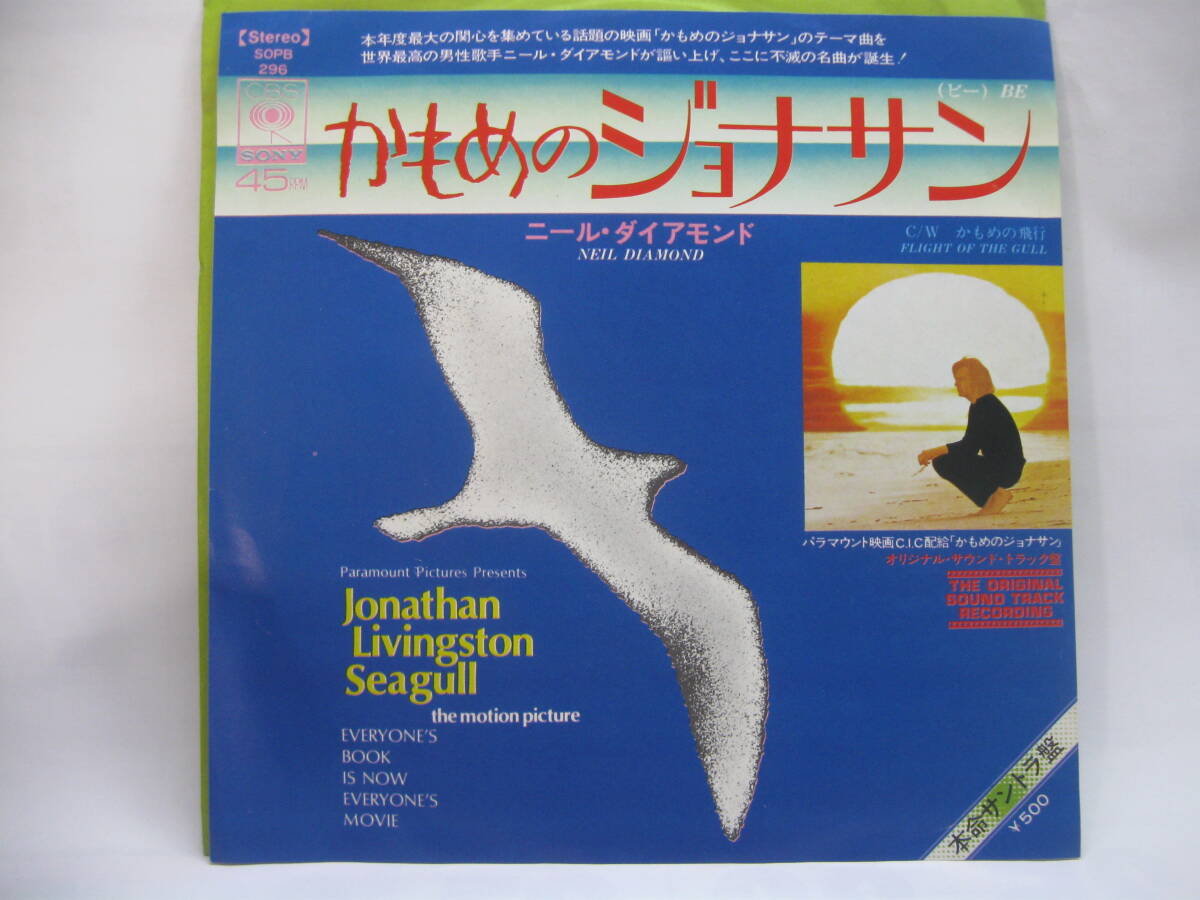 【Stereo】
SOPB
296
本年度最大の関心を集めている話題の映画「かもめのジョナサン」のテーマ曲を
世界最高の男性歌手ニール・ダイアモンドが謳い上げ、ここに不滅の名曲が誕生!
CBS
SONY
45RPM
(ビー) BE
かもめのジョナサン
ニール・ダイアモンド
NEIL DIAMOND
C/W かもめの飛行
FLIGHT OF THE GULL
パラマウント映画C.I.C配給「かもめのジョナサン」
オリジナル・サウンド・トラック盤
THE ORIGINAL
SOUND TRACK
RECORDING
Paramount Pictures Presents
Jonathan
Livingston
Seagull
the motion picture
EVERYONE'S
BOOK
IS NOW
EVERYONE'S
MOVIE
本命サントラ盤
¥500